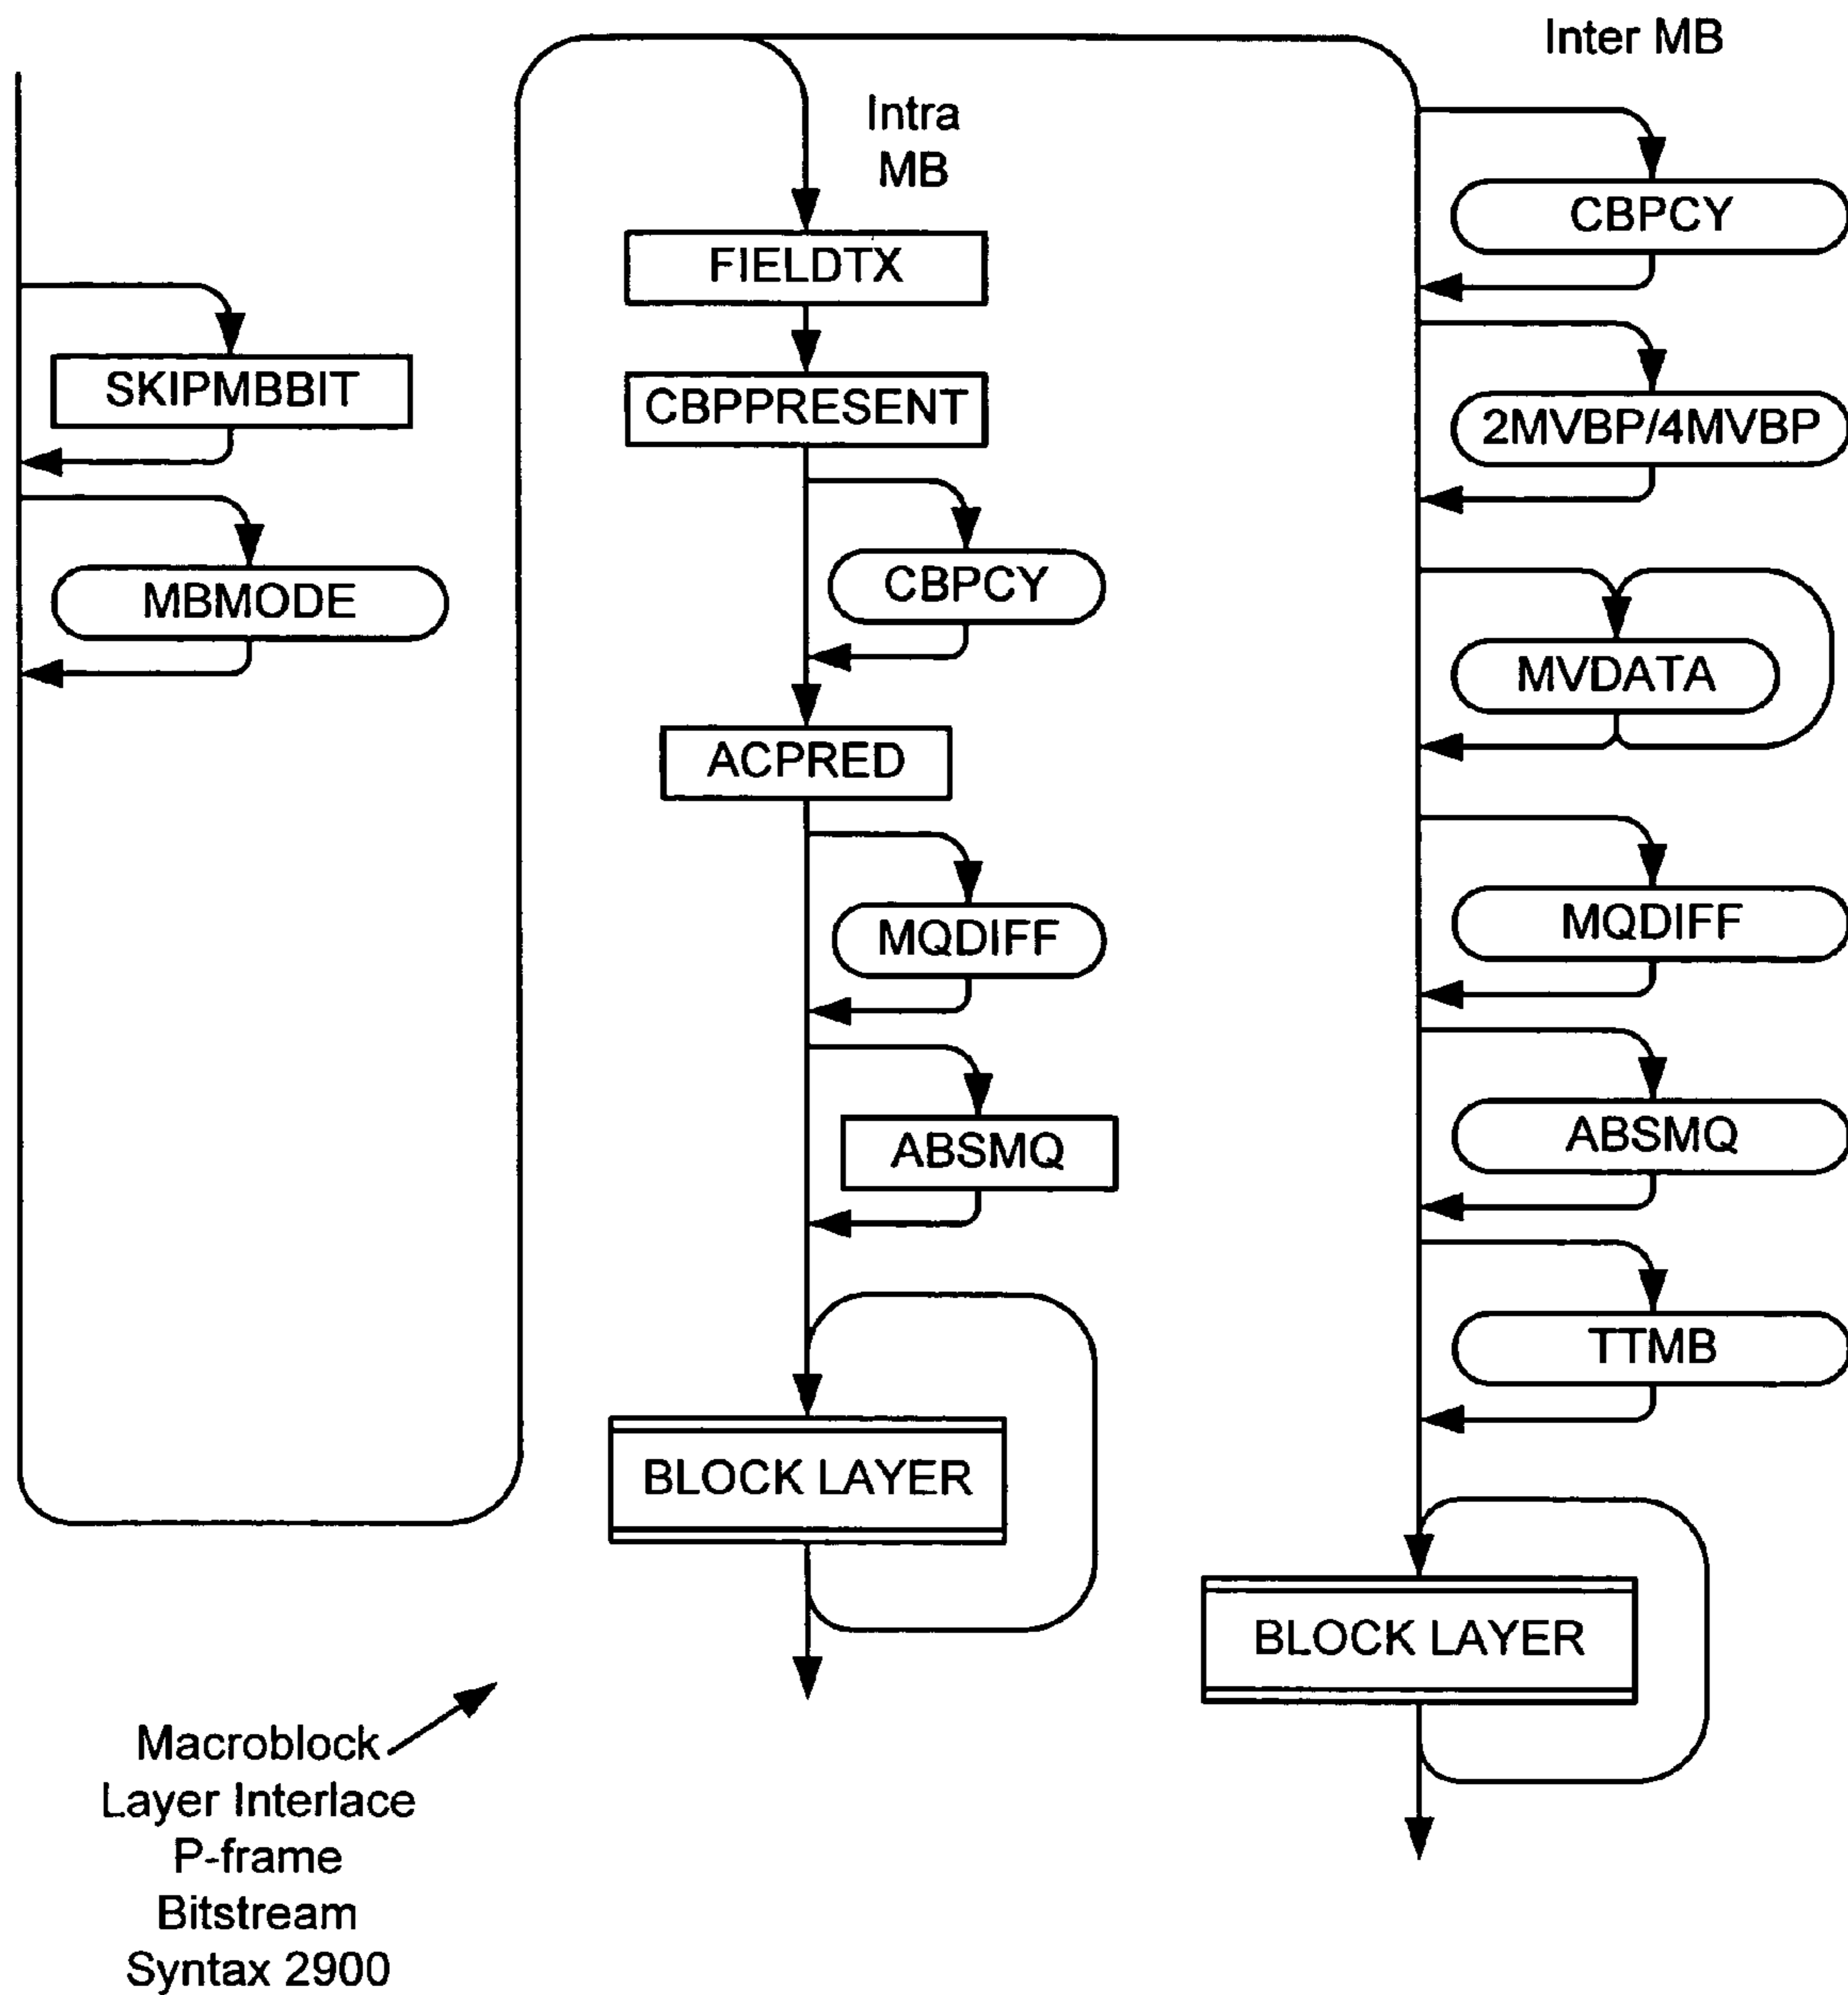 SKIPMBBIT
MBMODE
Intra
MB
FIELDTX
CBPPRESENT
CBPCY
ACPRED
MQDIFF
ABSMQ
BLOCK LAYER
Inter MB
CBPCY
2MVBP/4MVBP
MVDATA
MQDIFF
ABSMQ
TTMB
BLOCK LAYER
Macroblock
Layer Interlace
P-frame
Bitstream
Syntax 2900